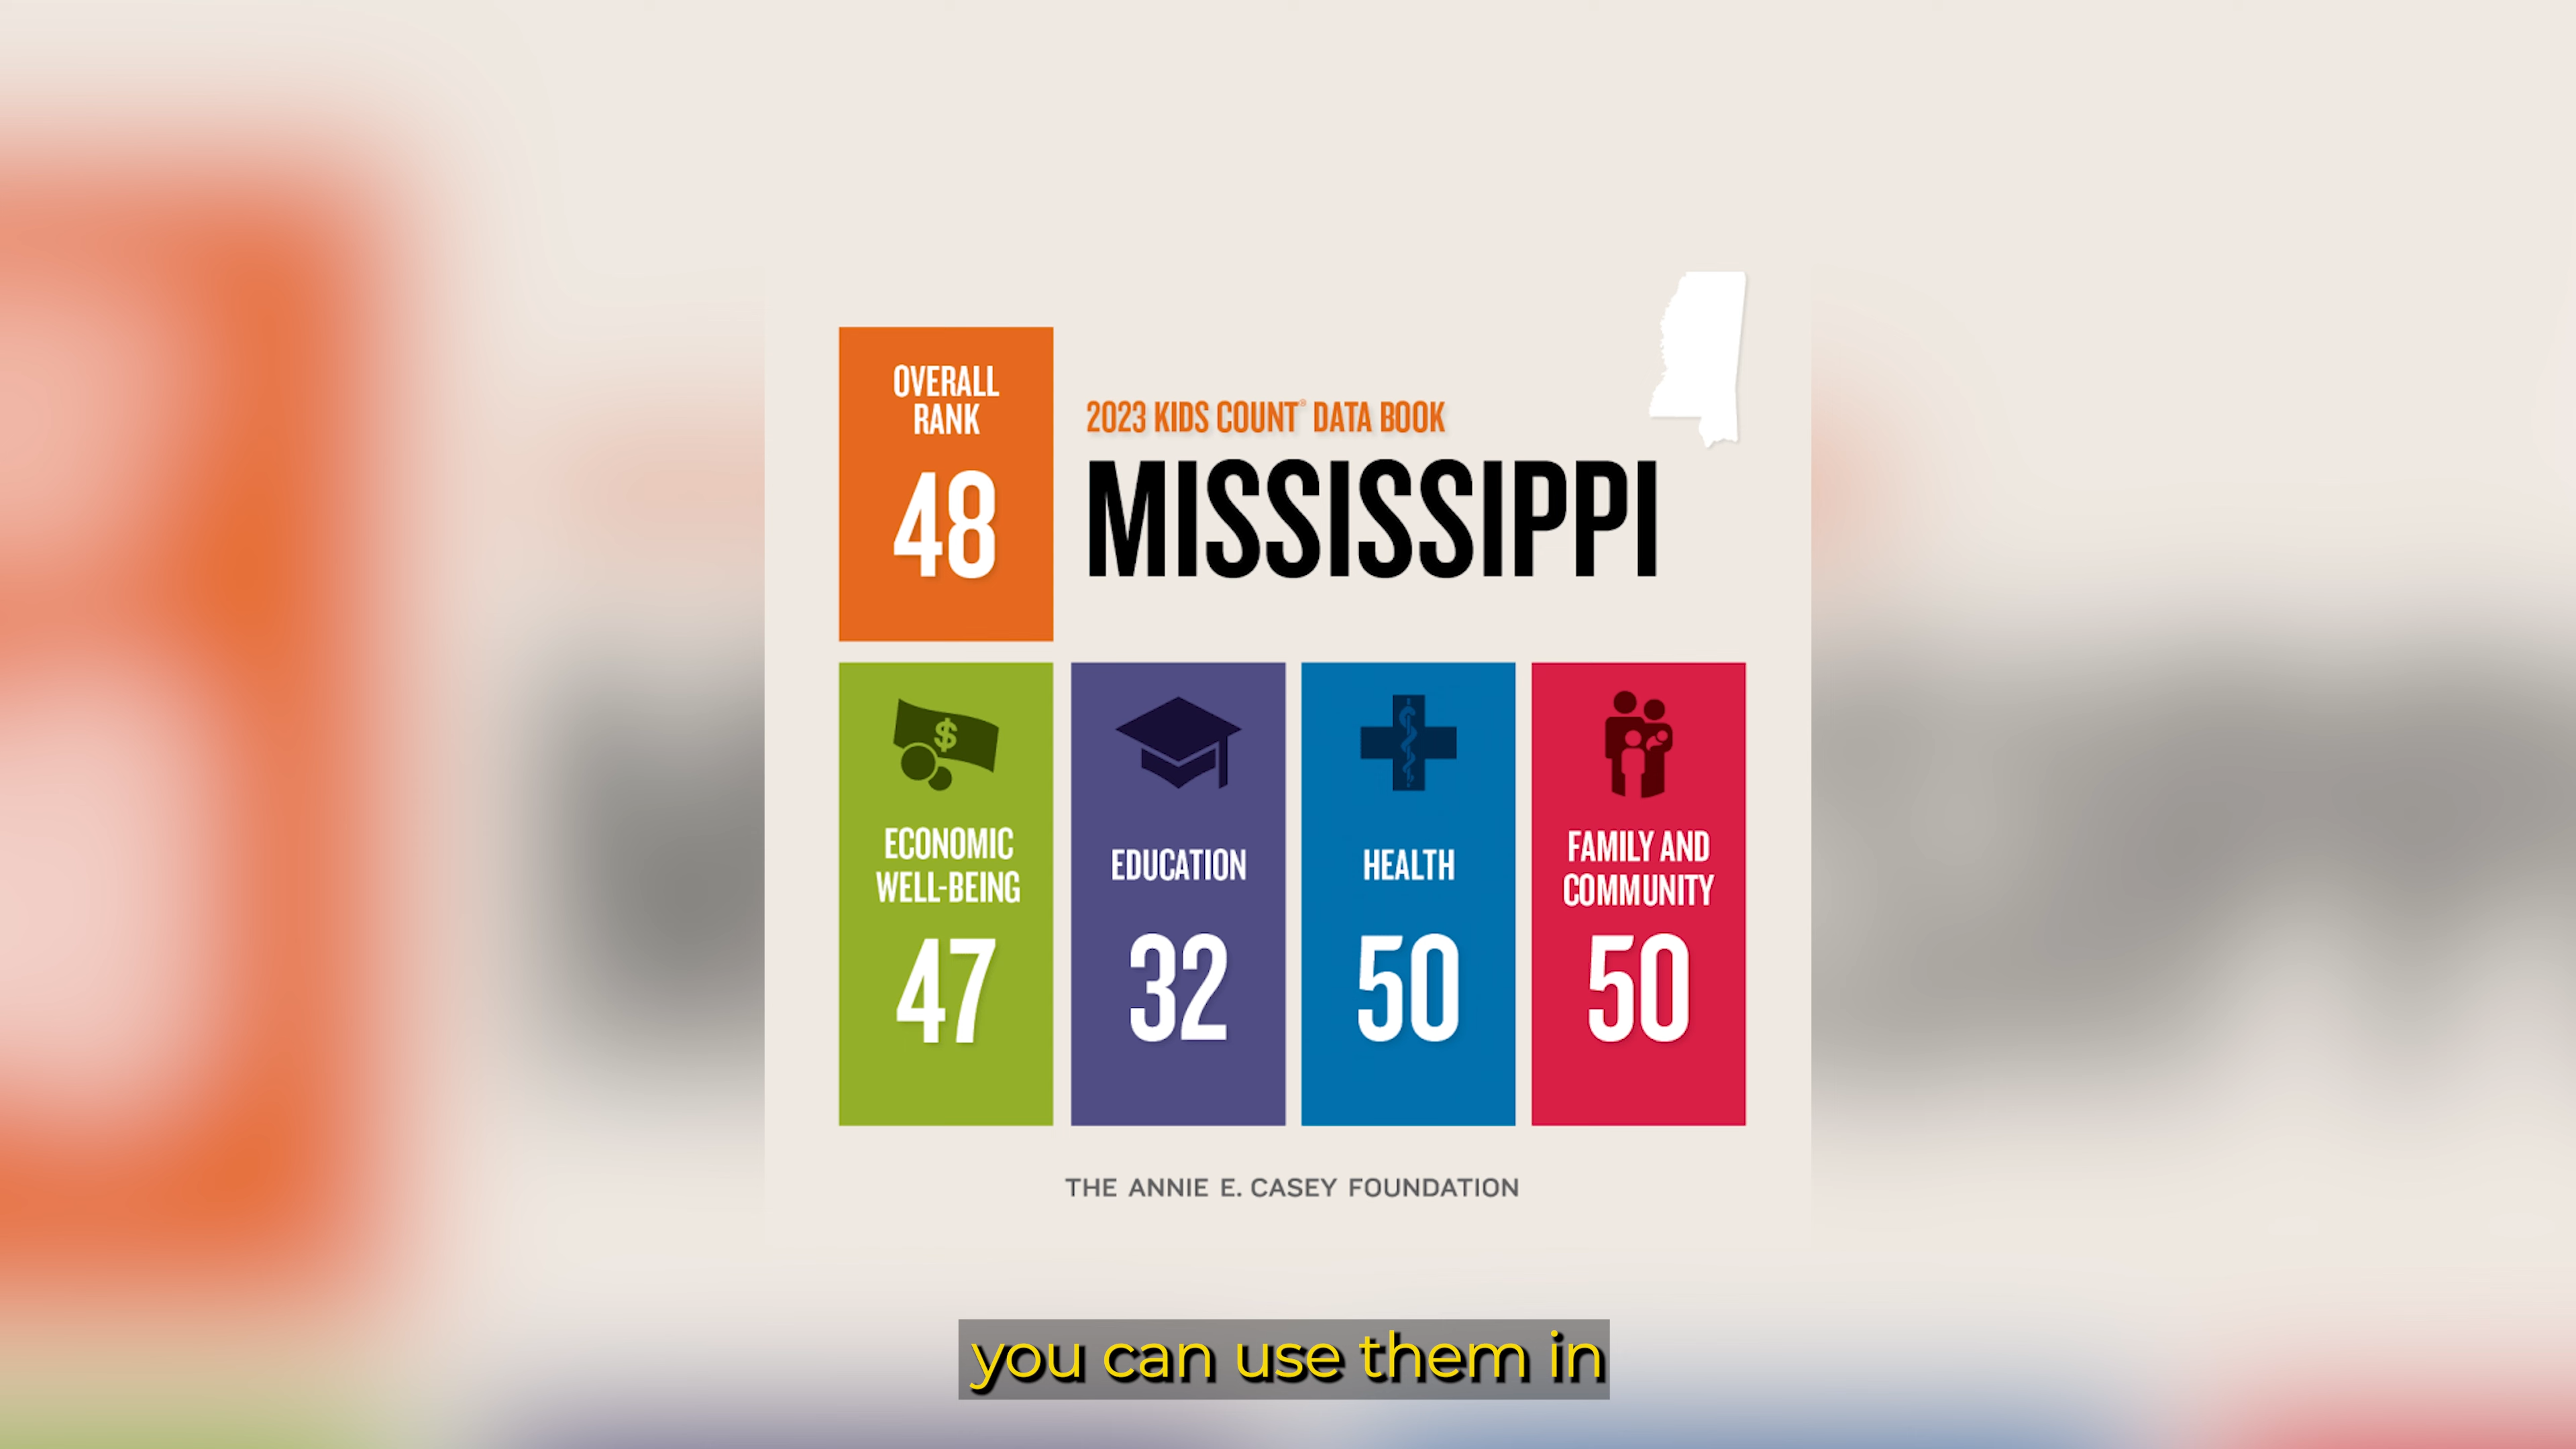 OVERALL
RANK
48
2023 KIDS COUNT® DATA BOOK
MISSISSIPPI
$
ECONOMIC
WELL-BEING
47
EDUCATION
32
HEALTH
50
FAMILY AND
COMMUNITY
50
THE ANNIE E. CASEY FOUNDATION
you can use them in